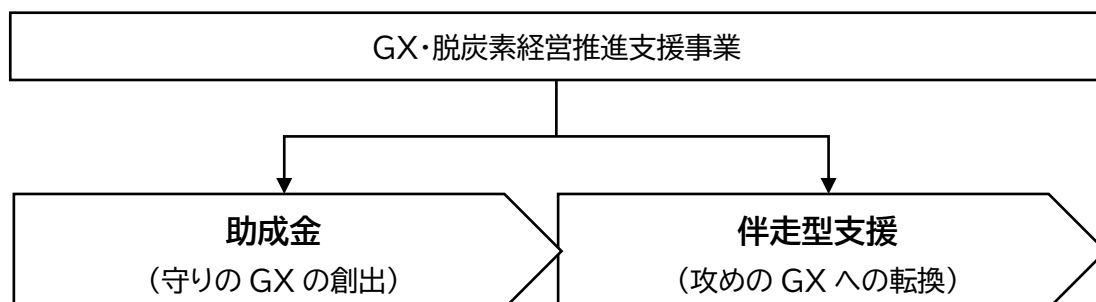 GX・脱炭素経営推進支援事業
助成金
（守りの GX の創出）
伴走型支援
（攻めの GX への転換）